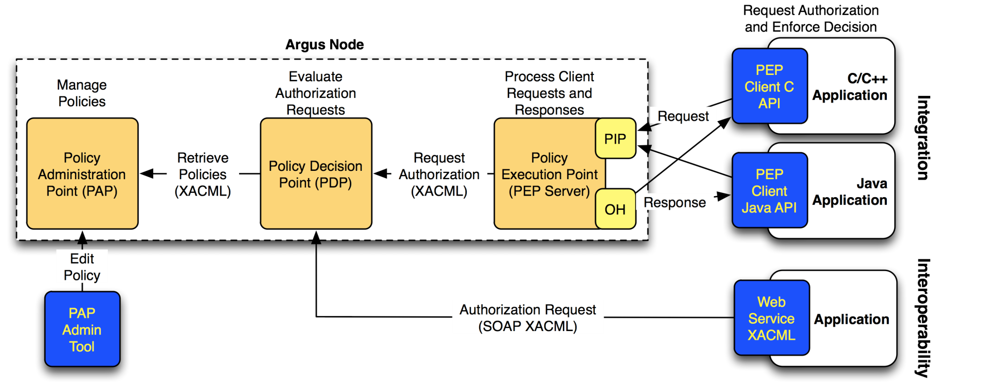 Request Authorization
and Enforce Decision
Argus Node
Manage
Policies
Evaluate
Authorization
Requests
Process Client
Requests and
Responses
Policy
Administration
Point (PAP)
Retrieve
Policies
(XACML)
Policy Decision
Point (PDP)
Request
Authorization
(XACML)
Policy
Execution Point
(PEP Server)
PIP
OH
Request
Response
PEP
Client C
API
C/C++
Application
PEP
Client
Java API
Java
Application
Integration
Edit
Policy
PAP
Admin
Tool
Authorization Request
(SOAP XACML)
Web
Service
XACML
Application
Interoperability